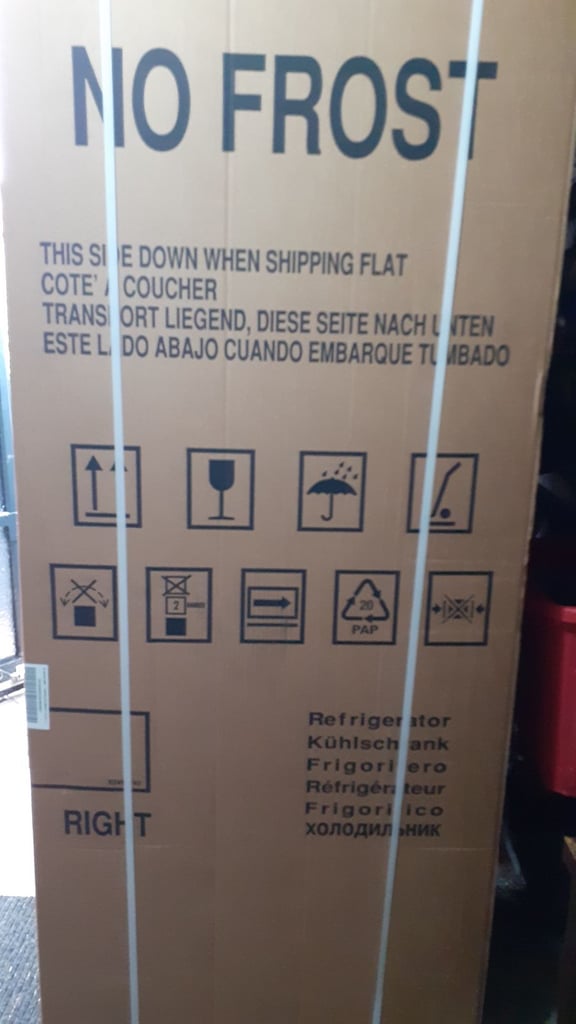 NO FROST
THIS SIDE DOWN WHEN SHIPPING FLAT
COTE' A COUCHER
TRANSPORT LIEGEND, DIESE SEITE NACH UNTEN
ESTE LADO ABAJO CUANDO EMBARQUE TUMBADO
2
20
PAP
Refrigerator
Kühlschrank
Frigorifero
Réfrigérateur
Frigorifico
ХОЛОДИЛЬНИК
RIGHT